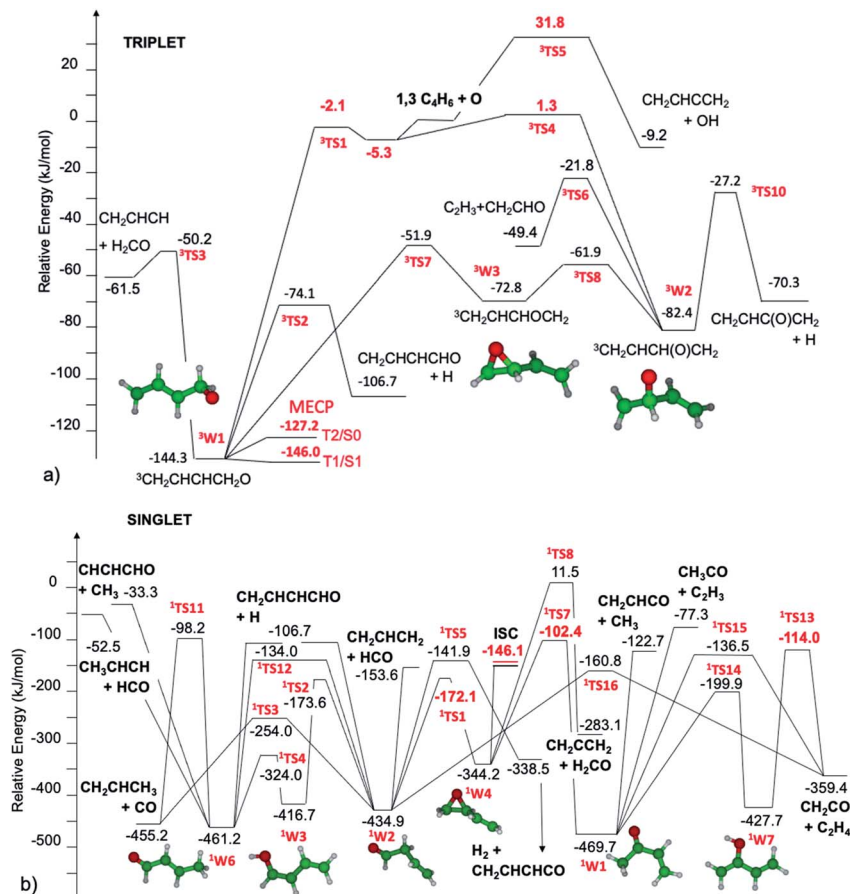 TRIPLET
31.8
³TS5
1,3 C₄H₆ + O
CH₂CHCCH₂
+ OH
-9.2
-2.1
³TS1
-5.3
1.3
³TS4
-21.8
³TS6
C₂H₃+CH₂CHO
-49.4
-27.2
³TS10
CH₂CHCH
+ H₂CO
-50.2
³TS3
-61.5
-51.9
³TS7
³W3
-72.8
³CH₂CHCHOCH₂
-61.9
³TS8
³W2
-82.4
³CH₂CHCH(O)CH₂
-70.3
CH₂CHC(O)CH₂
+ H
-74.1
³TS2
CH₂CHCHCHO
+ H
-106.7
MECP
-127.2
T2/S0
-146.0
T1/S1
³W1
-144.3
³CH₂CHCHCH₂O
Relative Energy (kJ/mol)
20
0
-20
-40
-60
-80
-100
-120
a)
SINGLET
Relative Energy (kJ/mol)
0
-100
-200
-300
-400
-500
CHCHCHO
+ CH₃
-33.3
-52.5
CH₃CHCH
+ HCO
¹TS11
-98.2
CH₂CHCH₃
+ CO
-455.2
-461.2
¹W6
CH₂CHCHCHO
+ H
-106.7
-134.0
¹TS12
¹TS2
-173.6
¹TS3
-254.0
¹TS4
-324.0
-416.7
¹W3
CH₂CHCH₂
+ HCO
-153.6
-434.9
¹W2
¹TS5
-141.9
-172.1
¹TS1
ISC
-146.1
-344.2
¹W4
-338.5
H₂ +
CH₂CHCHCO
¹TS8
11.5
¹TS7
-102.4
-283.1
CH₂CCH₂
+ H₂CO
-469.7
¹W1
CH₂CHCO
+ CH₃
-122.7
-160.8
¹TS16
CH₃CO
+ C₂H₃
-77.3
¹TS15
-136.5
¹TS14
-199.9
¹TS13
-114.0
-427.7
¹W7
-359.4
CH₂CO
+ C₂H₄
b)